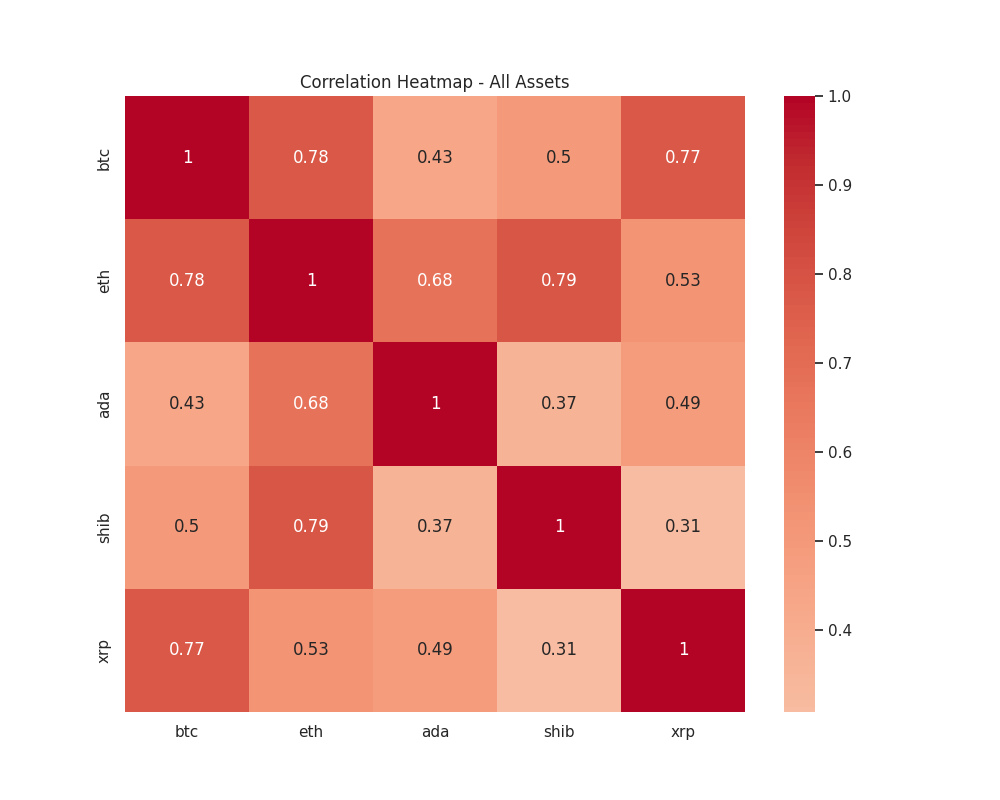 Correlation Heatmap - All Assets
btc 1 0.78 0.43 0.5 0.77
eth 0.78 1 0.68 0.79 0.53
ada 0.43 0.68 1 0.37 0.49
shib 0.5 0.79 0.37 1 0.31
xrp 0.77 0.53 0.49 0.31 1
btc eth ada shib xrp
1.0
0.9
0.8
0.7
0.6
0.5
0.4